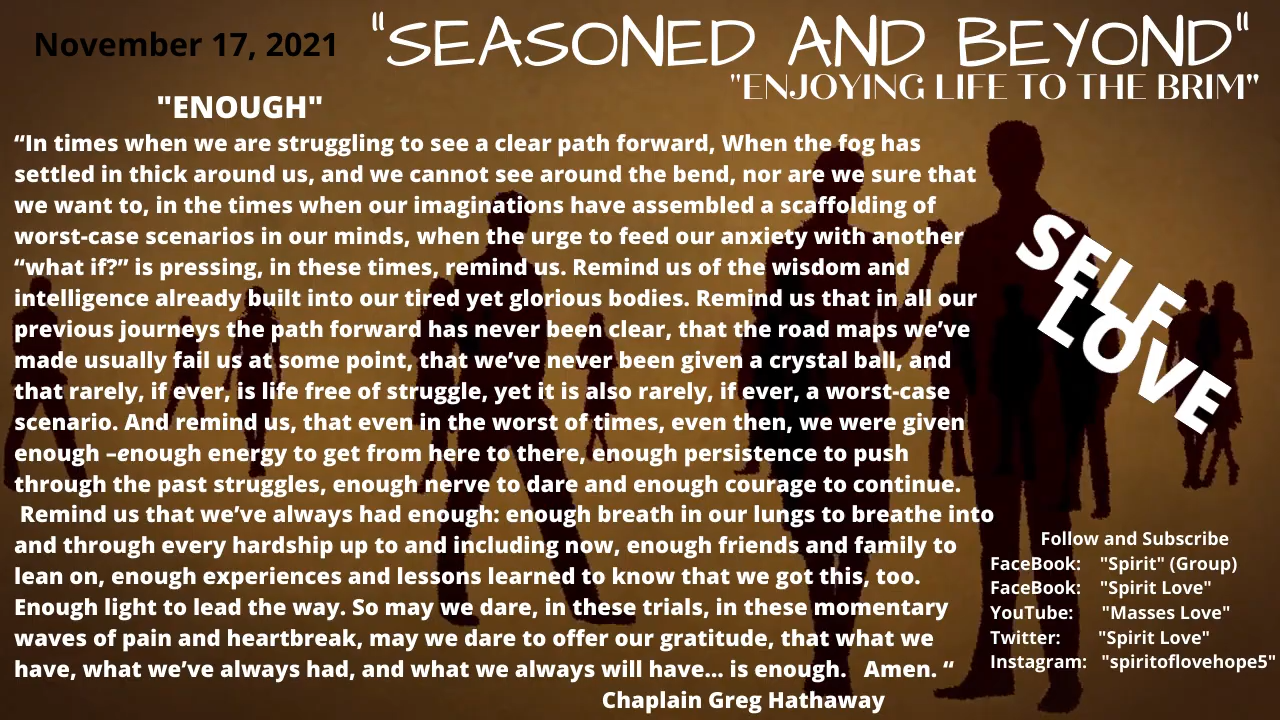 November 17, 2021
"SEASONED AND BEYOND"
"ENJOYING LIFE TO THE BRIM"
"ENOUGH"
“In times when we are struggling to see a clear path forward, When the fog has
settled in thick around us, and we cannot see around the bend, nor are we sure that
we want to, in the times when our imaginations have assembled a scaffolding of
worst-case scenarios in our minds, when the urge to feed our anxiety with another
“what if?” is pressing, in these times, remind us. Remind us of the wisdom and
intelligence already built into our tired yet glorious bodies. Remind us that in all our
previous journeys the path forward has never been clear, that the road maps we’ve
made usually fail us at some point, that we’ve never been given a crystal ball, and
that rarely, if ever, is life free of struggle, yet it is also rarely, if ever, a worst-case
scenario. And remind us, that even in the worst of times, even then, we were given
enough –enough energy to get from here to there, enough persistence to push
through the past struggles, enough nerve to dare and enough courage to continue.
Remind us that we’ve always had enough: enough breath in our lungs to breathe into
and through every hardship up to and including now, enough friends and family to
lean on, enough experiences and lessons learned to know that we got this, too.
Enough light to lead the way. So may we dare, in these trials, in these momentary
waves of pain and heartbreak, may we dare to offer our gratitude, that what we
have, what we’ve always had, and what we always will have... is enough. Amen. “
Chaplain Greg Hathaway
SELF
LOVE
Follow and Subscribe
FaceBook: "Spirit" (Group)
FaceBook: "Spirit Love"
YouTube: "Masses Love"
Twitter: "Spirit Love"
Instagram: "spiritoflovehope5"